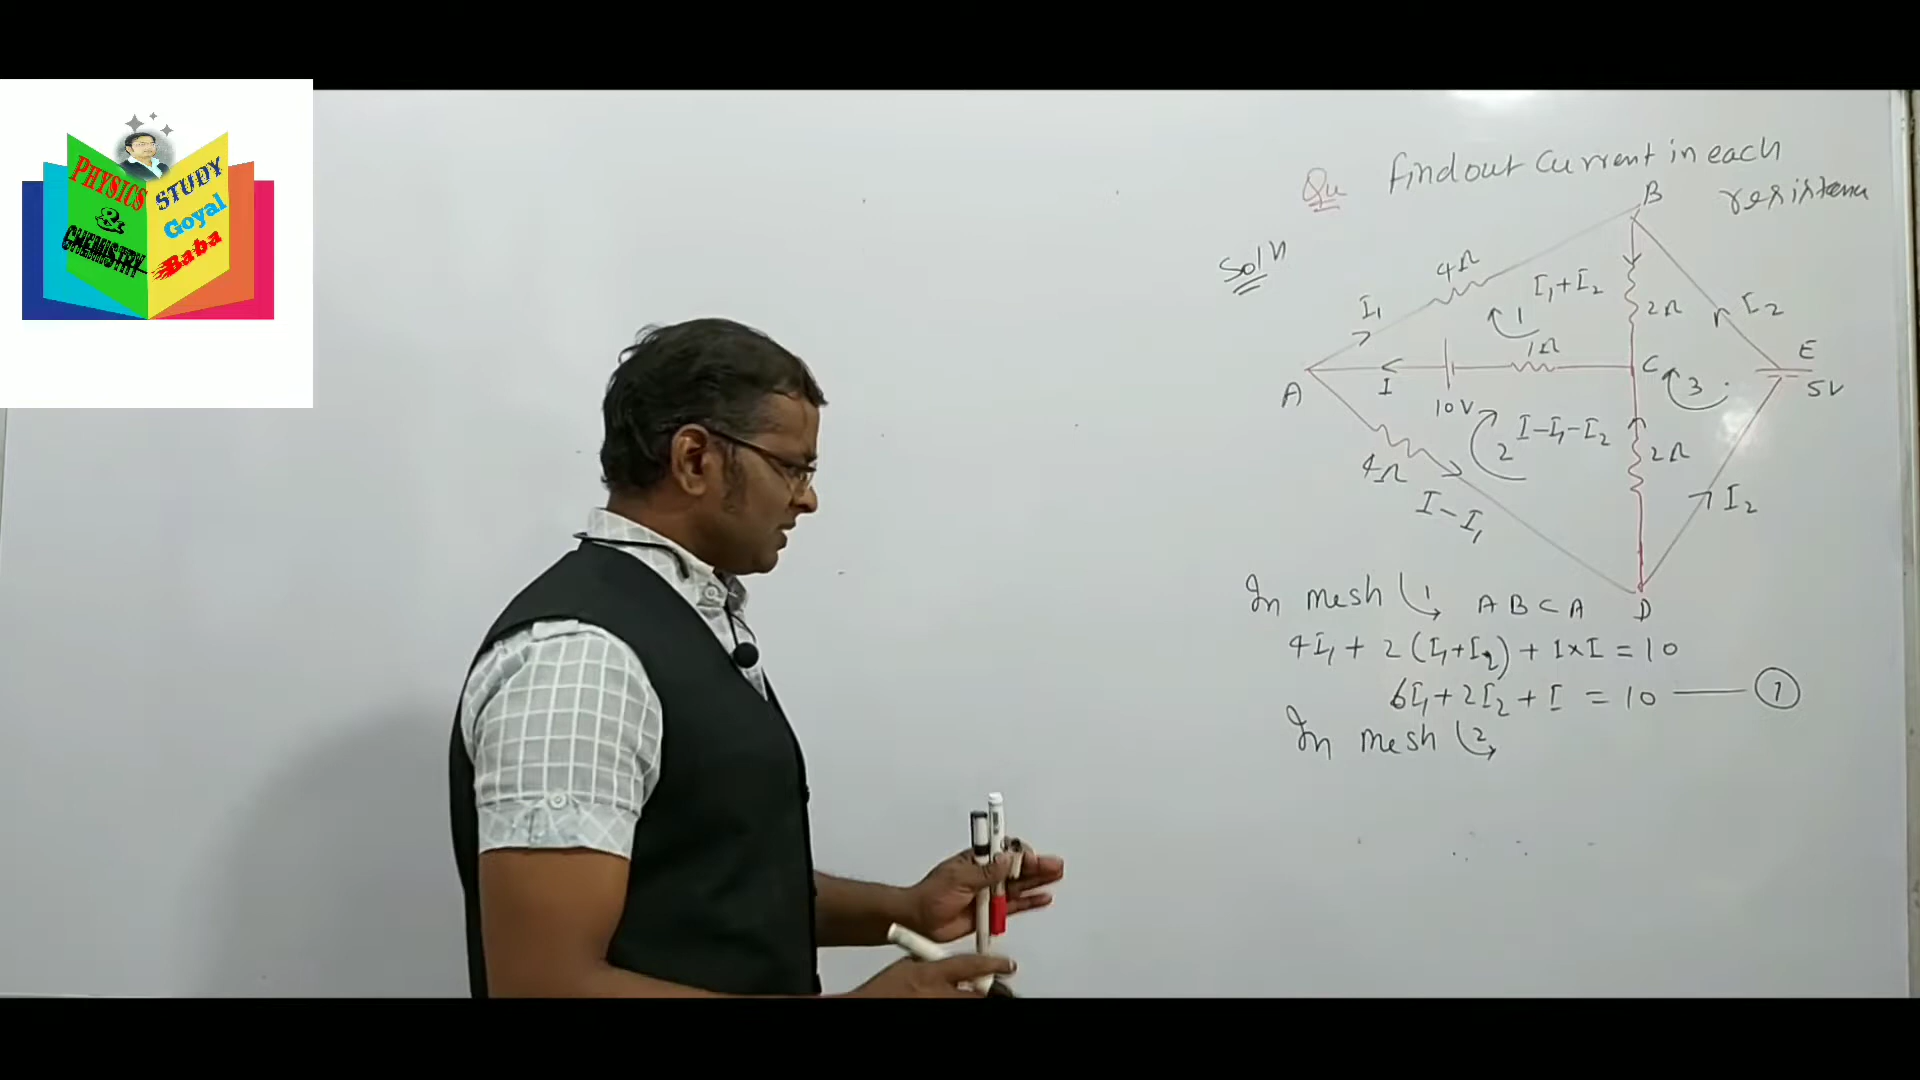 PHYSICS
&
CHEMISTRY
STUDY
Goyal
Baba
Qu Find out Current in each
resistance
Soln
B
4Ω
I1
I1+I2
1
2Ω
I2
1Ω
A
I
10V
C
3
E
5V
I-I1-I2
2
2Ω
4Ω
I-I1
I2
D
In mesh 1, A B C A
4I1 + 2(I1+I2) + 1×I = 10
6I1 + 2I2 + I = 10 —— 1
In mesh 2,